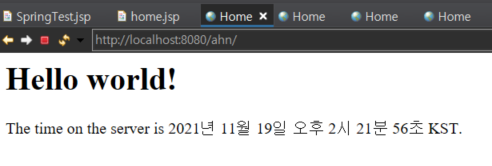 SpringTest.jsp home.jsp Home Home Home Home
http://localhost:8080/ahn/
Hello world!
The time on the server is 2021년 11월 19일 오후 2시 21분 56초 KST.